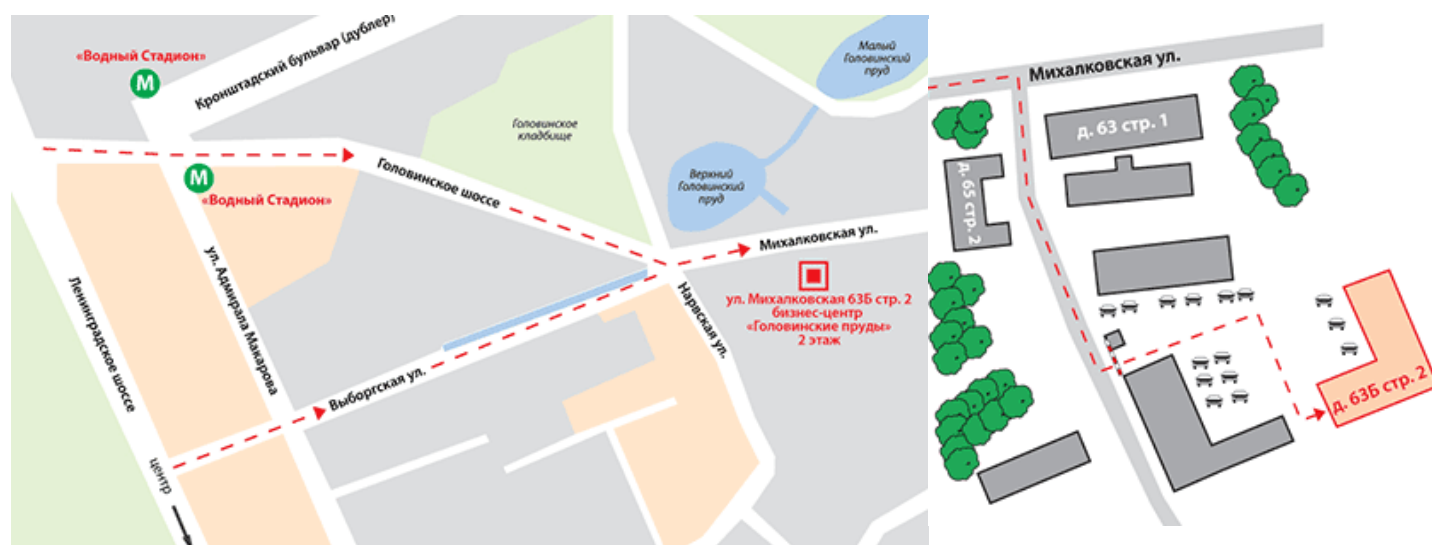 «Водный Стадион»
М
Кронштадский бульвар (дублер)
Малый
Головинский
пруд
Головинское
кладбище
М
«Водный Стадион»
Головинское шоссе
Верхний
Головинский
пруд
Михалковская ул.
ул. Михалковская 63Б стр. 2
бизнес-центр
«Головинские пруды»
2 этаж
Ленинградское шоссе
ул. Адмирала Макарова
Нарвская ул.
Выборгская ул.
центр
Михалковская ул.
д. 63 стр. 1
д. 65 стр. 2
д. 63Б стр. 2